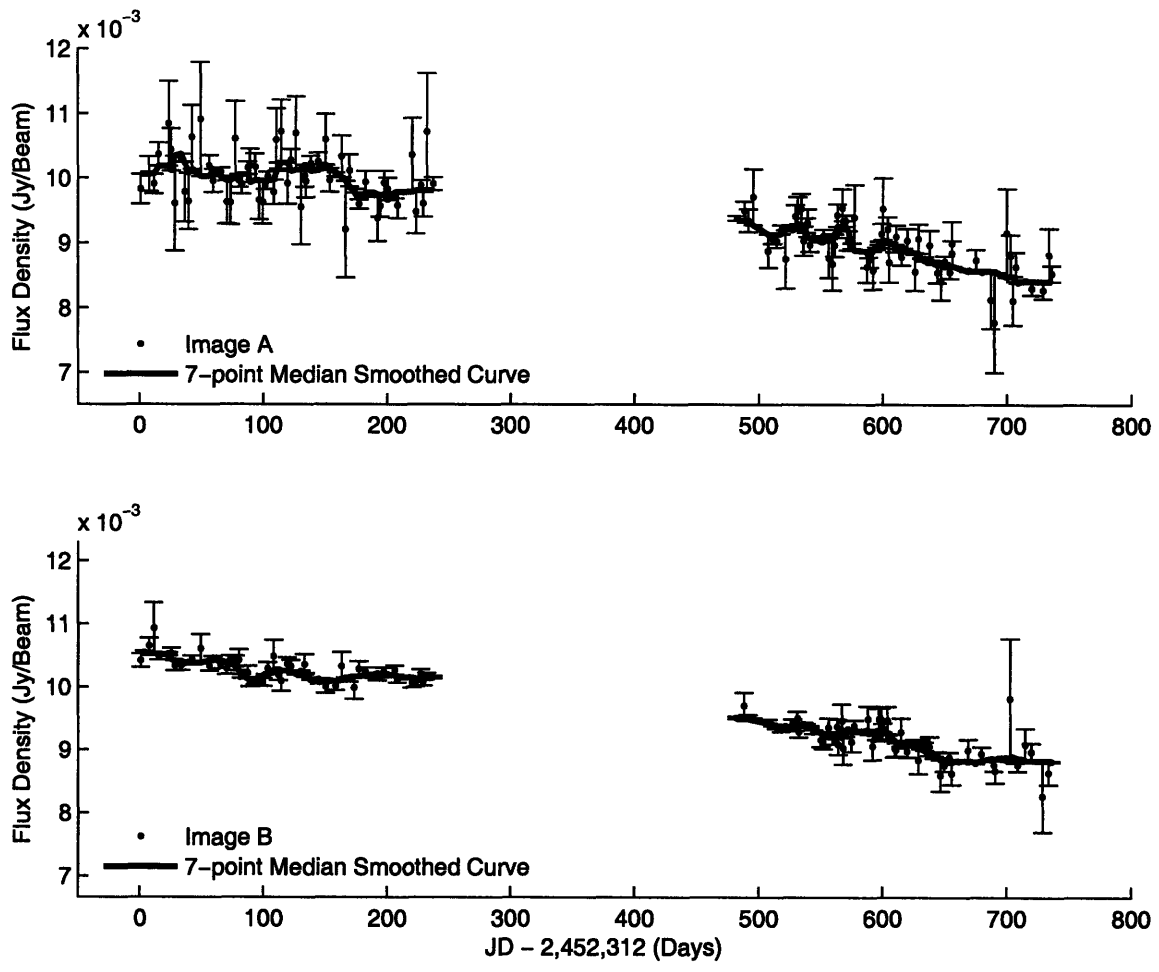 x 10⁻³
12
11
10
9
8
7
Flux Density (Jy/Beam)
Image A
7-point Median Smoothed Curve
0 100 200 300 400 500 600 700 800
x 10⁻³
12
11
10
9
8
7
Flux Density (Jy/Beam)
Image B
7-point Median Smoothed Curve
0 100 200 300 400 500 600 700 800
JD - 2,452,312 (Days)